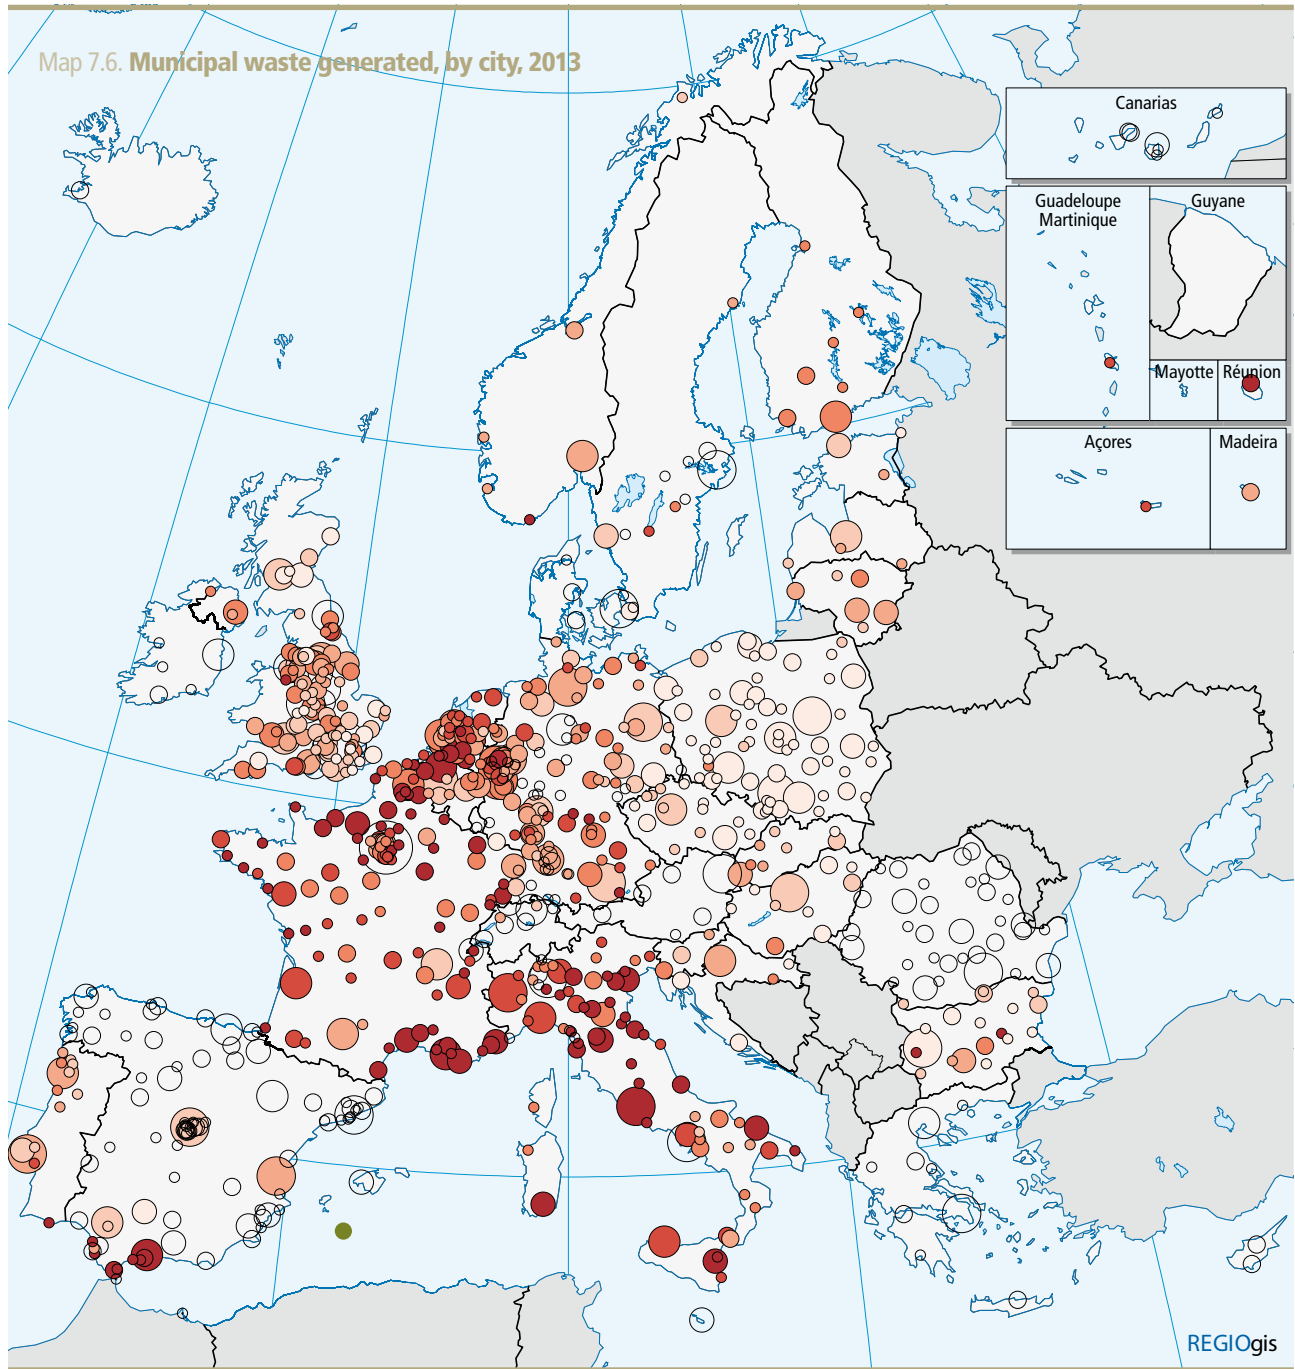 Map 7.6. Municipal waste generated, by city, 2013
Canarias
Guadeloupe
Martinique
Guyane
Mayotte
Réunion
Açores
Madeira
REGIOgis